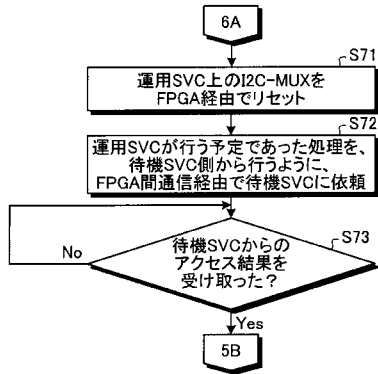 6A
S71
運用SVC上のI2C-MUXを
FPGA経由でリセット
S72
運用SVCが行う予定であった処理を、
待機SVC側から行うように、
FPGA間通信経由で待機SVCに依頼
S73
待機SVCからの
アクセス結果を
受け取った？
No
Yes
5B